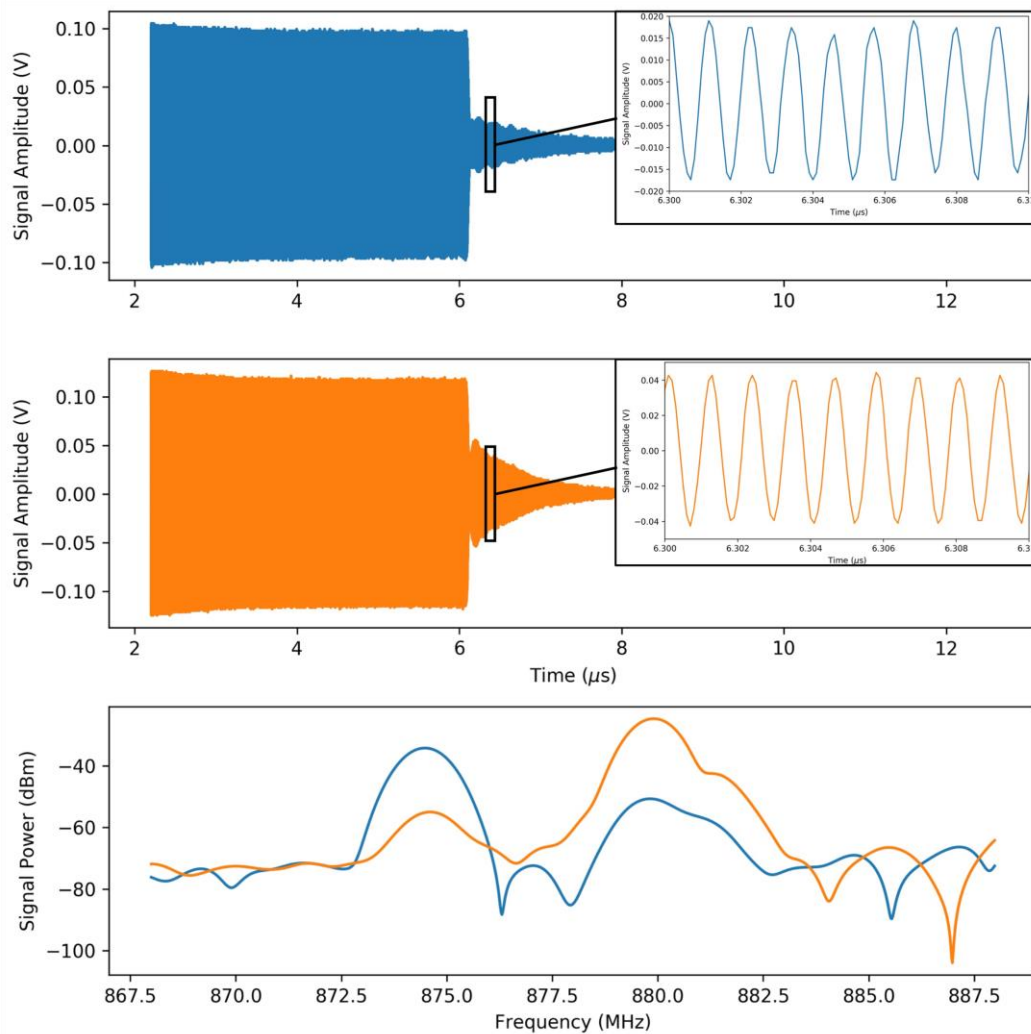 Signal Amplitude (V)
0.10
0.05
0.00
−0.05
−0.10
2 4 6 8 10 12
Signal Amplitude (V)
0.020
0.015
0.010
0.005
0.000
−0.005
−0.010
−0.015
−0.020
6.300 6.302 6.304 6.306 6.308
Time (μs)
Signal Amplitude (V)
0.10
0.05
0.00
−0.05
−0.10
2 4 6 8 10 12
Time (μs)
Signal Amplitude (V)
0.04
0.02
0.00
−0.02
−0.04
6.300 6.302 6.304 6.306 6.308
Time (μs)
Signal Power (dBm)
−40
−60
−80
−100
867.5 870.0 872.5 875.0 877.5 880.0 882.5 885.0 887.5
Frequency (MHz)